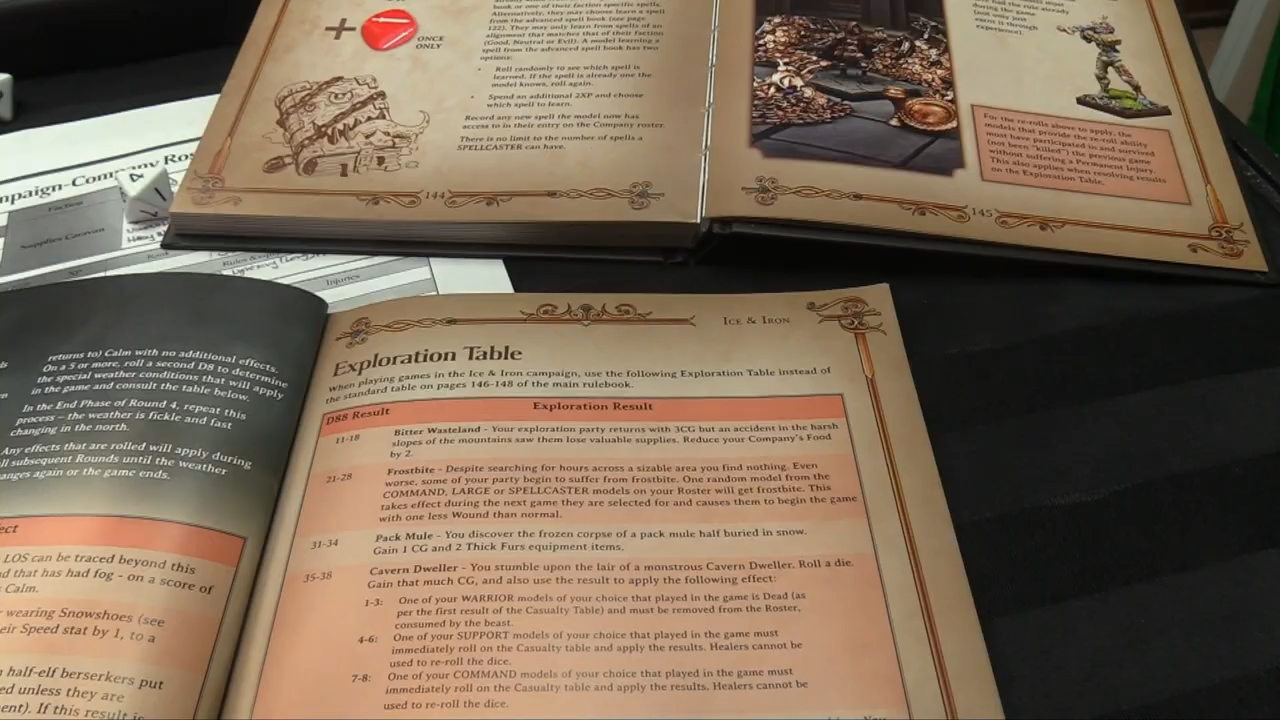 ONCE
ONLY
book or one of their faction specific spells.
Alternatively, they may choose learn a spell
from the advanced spell book (see page
122). They may only learn from spells of an
alignment that matches that of their faction
(Good, Neutral or Evil). A model learning a
spell from the advanced spell book has two
options:
Roll randomly to see which spell is
learned. If the spell is already one the
model knows, roll again.
Spend an additional 2XP and choose
which spell to learn.
Record any new spell the model now has
access to in their entry on the Company roster.
There is no limit to the number of spells a
SPELLCASTER can have.
144
during the game
(not only just
earnt it through
experience).
For the re-rolls above to apply, the
models that provide the re-roll ability
must have participated in and survived
(not been "killed") the previous game
without suffering a Permanent Injury.
This also applies when resolving results
on the Exploration Table.
145
Faction
Supplies Caravan
XP
Rank
Injuries
returns to) Calm with no additional effects.
On a 5 or more, roll a second D8 to determine
the special weather conditions that will apply
in the game and consult the table below.
In the End Phase of Round 4, repeat this
process – the weather is fickle and fast
changing in the north.
Any effects that are rolled will apply during
all subsequent Rounds until the weather
changes again or the game ends.
LOS can be traced beyond this
d that has had fog - on a score of
Calm.
wearing Snowshoes (see
eir Speed stat by 1, to a
half-elf berserkers put
ed unless they are
ent). If this result is
ICE & IRON
Exploration Table
When playing games in the Ice & Iron campaign, use the following Exploration Table instead of
the standard table on pages 146-148 of the main rulebook.
D88 Result Exploration Result
11-18 Bitter Wasteland - Your exploration party returns with 3CG but an accident in the harsh
slopes of the mountains saw them lose valuable supplies. Reduce your Company's Food
by 2.
21-28 Frostbite - Despite searching for hours across a sizable area you find nothing. Even
worse, some of your party begin to suffer from frostbite. One random model from the
COMMAND, LARGE or SPELLCASTER models on your Roster will get frostbite. This
takes effect during the next game they are selected for and causes them to begin the game
with one less Wound than normal.
31-34 Pack Mule - You discover the frozen corpse of a pack mule half buried in snow.
Gain 1 CG and 2 Thick Furs equipment items.
35-38 Cavern Dweller - You stumble upon the lair of a monstrous Cavern Dweller. Roll a die.
Gain that much CG, and also use the result to apply the following effect:
1-3: One of your WARRIOR models of your choice that played in the game is Dead (as
per the first result of the Casualty Table) and must be removed from the Roster,
consumed by the beast.
4-6: One of your SUPPORT models of your choice that played in the game must
immediately roll on the Casualty table and apply the results. Healers cannot be
used to re-roll the dice.
7-8: One of your COMMAND models of your choice that played in the game must
immediately roll on the Casualty table and apply the results. Healers cannot be
used to re-roll the dice.